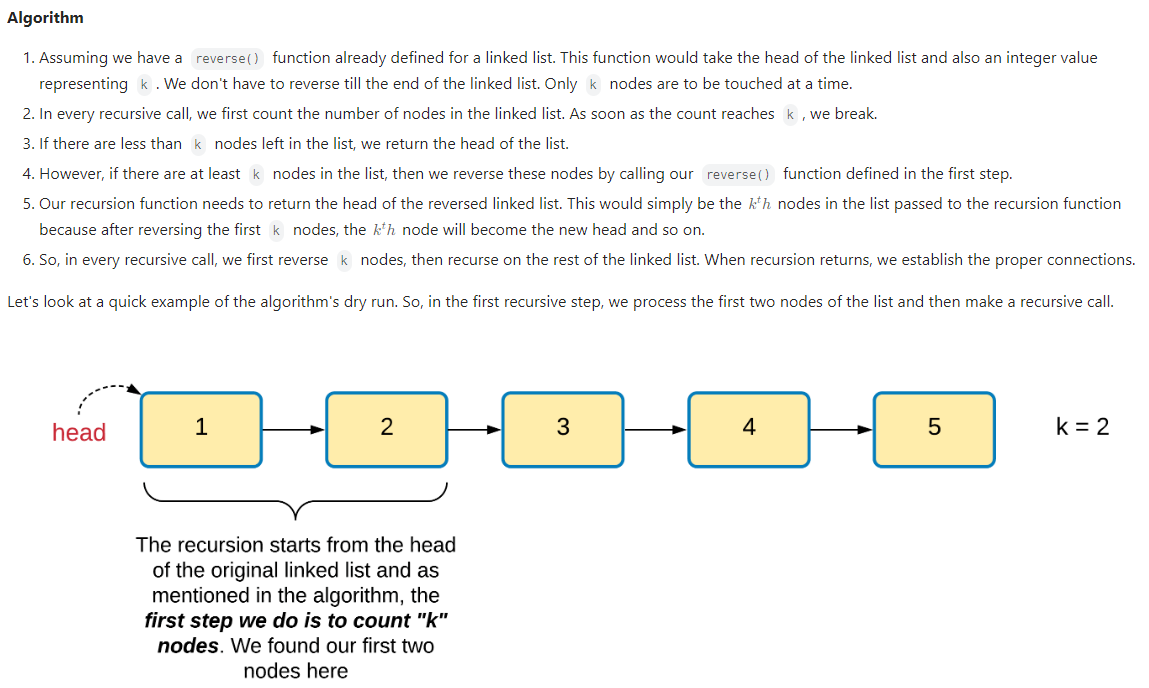 Algorithm
1. Assuming we have a reverse() function already defined for a linked list. This function would take the head of the linked list and also an integer value
representing k . We don't have to reverse till the end of the linked list. Only k nodes are to be touched at a time.
2. In every recursive call, we first count the number of nodes in the linked list. As soon as the count reaches k , we break.
3. If there are less than k nodes left in the list, we return the head of the list.
4. However, if there are at least k nodes in the list, then we reverse these nodes by calling our reverse() function defined in the first step.
5. Our recursion function needs to return the head of the reversed linked list. This would simply be the kᵗh nodes in the list passed to the recursion function
because after reversing the first k nodes, the kᵗh node will become the new head and so on.
6. So, in every recursive call, we first reverse k nodes, then recurse on the rest of the linked list. When recursion returns, we establish the proper connections.
Let's look at a quick example of the algorithm's dry run. So, in the first recursive step, we process the first two nodes of the list and then make a recursive call.
head 1 2 3 4 5 k = 2
The recursion starts from the head
of the original linked list and as
mentioned in the algorithm, the
first step we do is to count "k"
nodes. We found our first two
nodes here